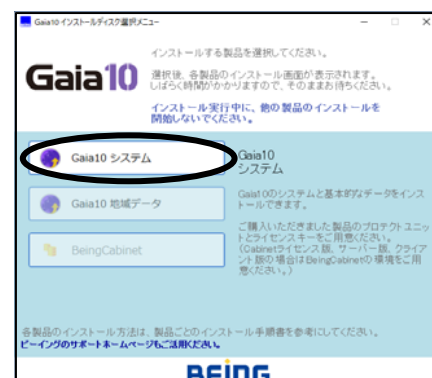 Gaia10 インストールディスク選択メニュー
インストールする製品を選択してください。
Gaia10
選択後、各製品のインストール画面が表示されます。
しばらく時間がかかりますので、そのままお待ちください。
インストール実行中に、他の製品のインストールを
開始しないでください。
Gaia10 システム
Gaia10
システム
Gaia10 地域データ
Gaia10のシステムと基本的なデータをインス
トールできます。
ご購入いただきました製品のプロテクトユニッ
トとライセンスキーをご用意ください。
BeingCabinet
(Cabinetライセンス版、サーバー版、クライア
ント版の場合はBeingCabinetの環境をご用
意ください。)
各製品のインストール方法は、製品ごとのインストール手順書を参考にしてください。
ビーイングのサポートホームページもご活用ください。
BEING